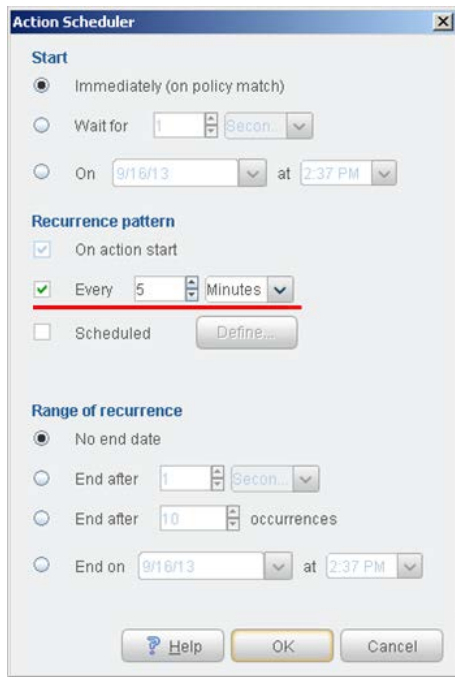 Action Scheduler
Start
Immediately (on policy match)
Wait for 1 Secon...
On 9/16/13 at 2:37 PM
Recurrence pattern
On action start
Every 5 Minutes
Scheduled Define...
Range of recurrence
No end date
End after 1 Secon...
End after 10 occurrences
End on 9/16/13 at 2:37 PM
? Help OK Cancel